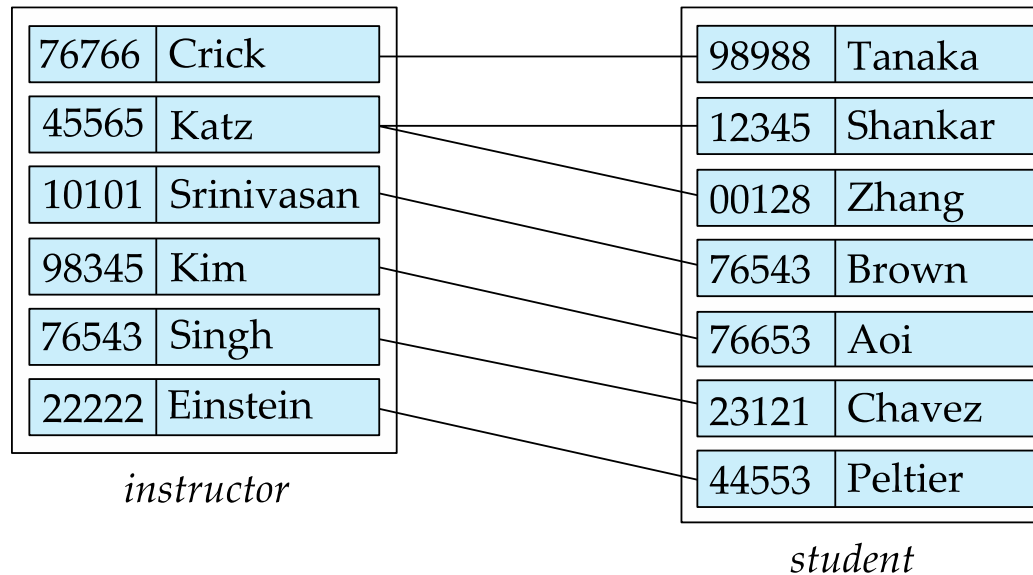 76766 Crick
45565 Katz
10101 Srinivasan
98345 Kim
76543 Singh
22222 Einstein
instructor
98988 Tanaka
12345 Shankar
00128 Zhang
76543 Brown
76653 Aoi
23121 Chavez
44553 Peltier
student